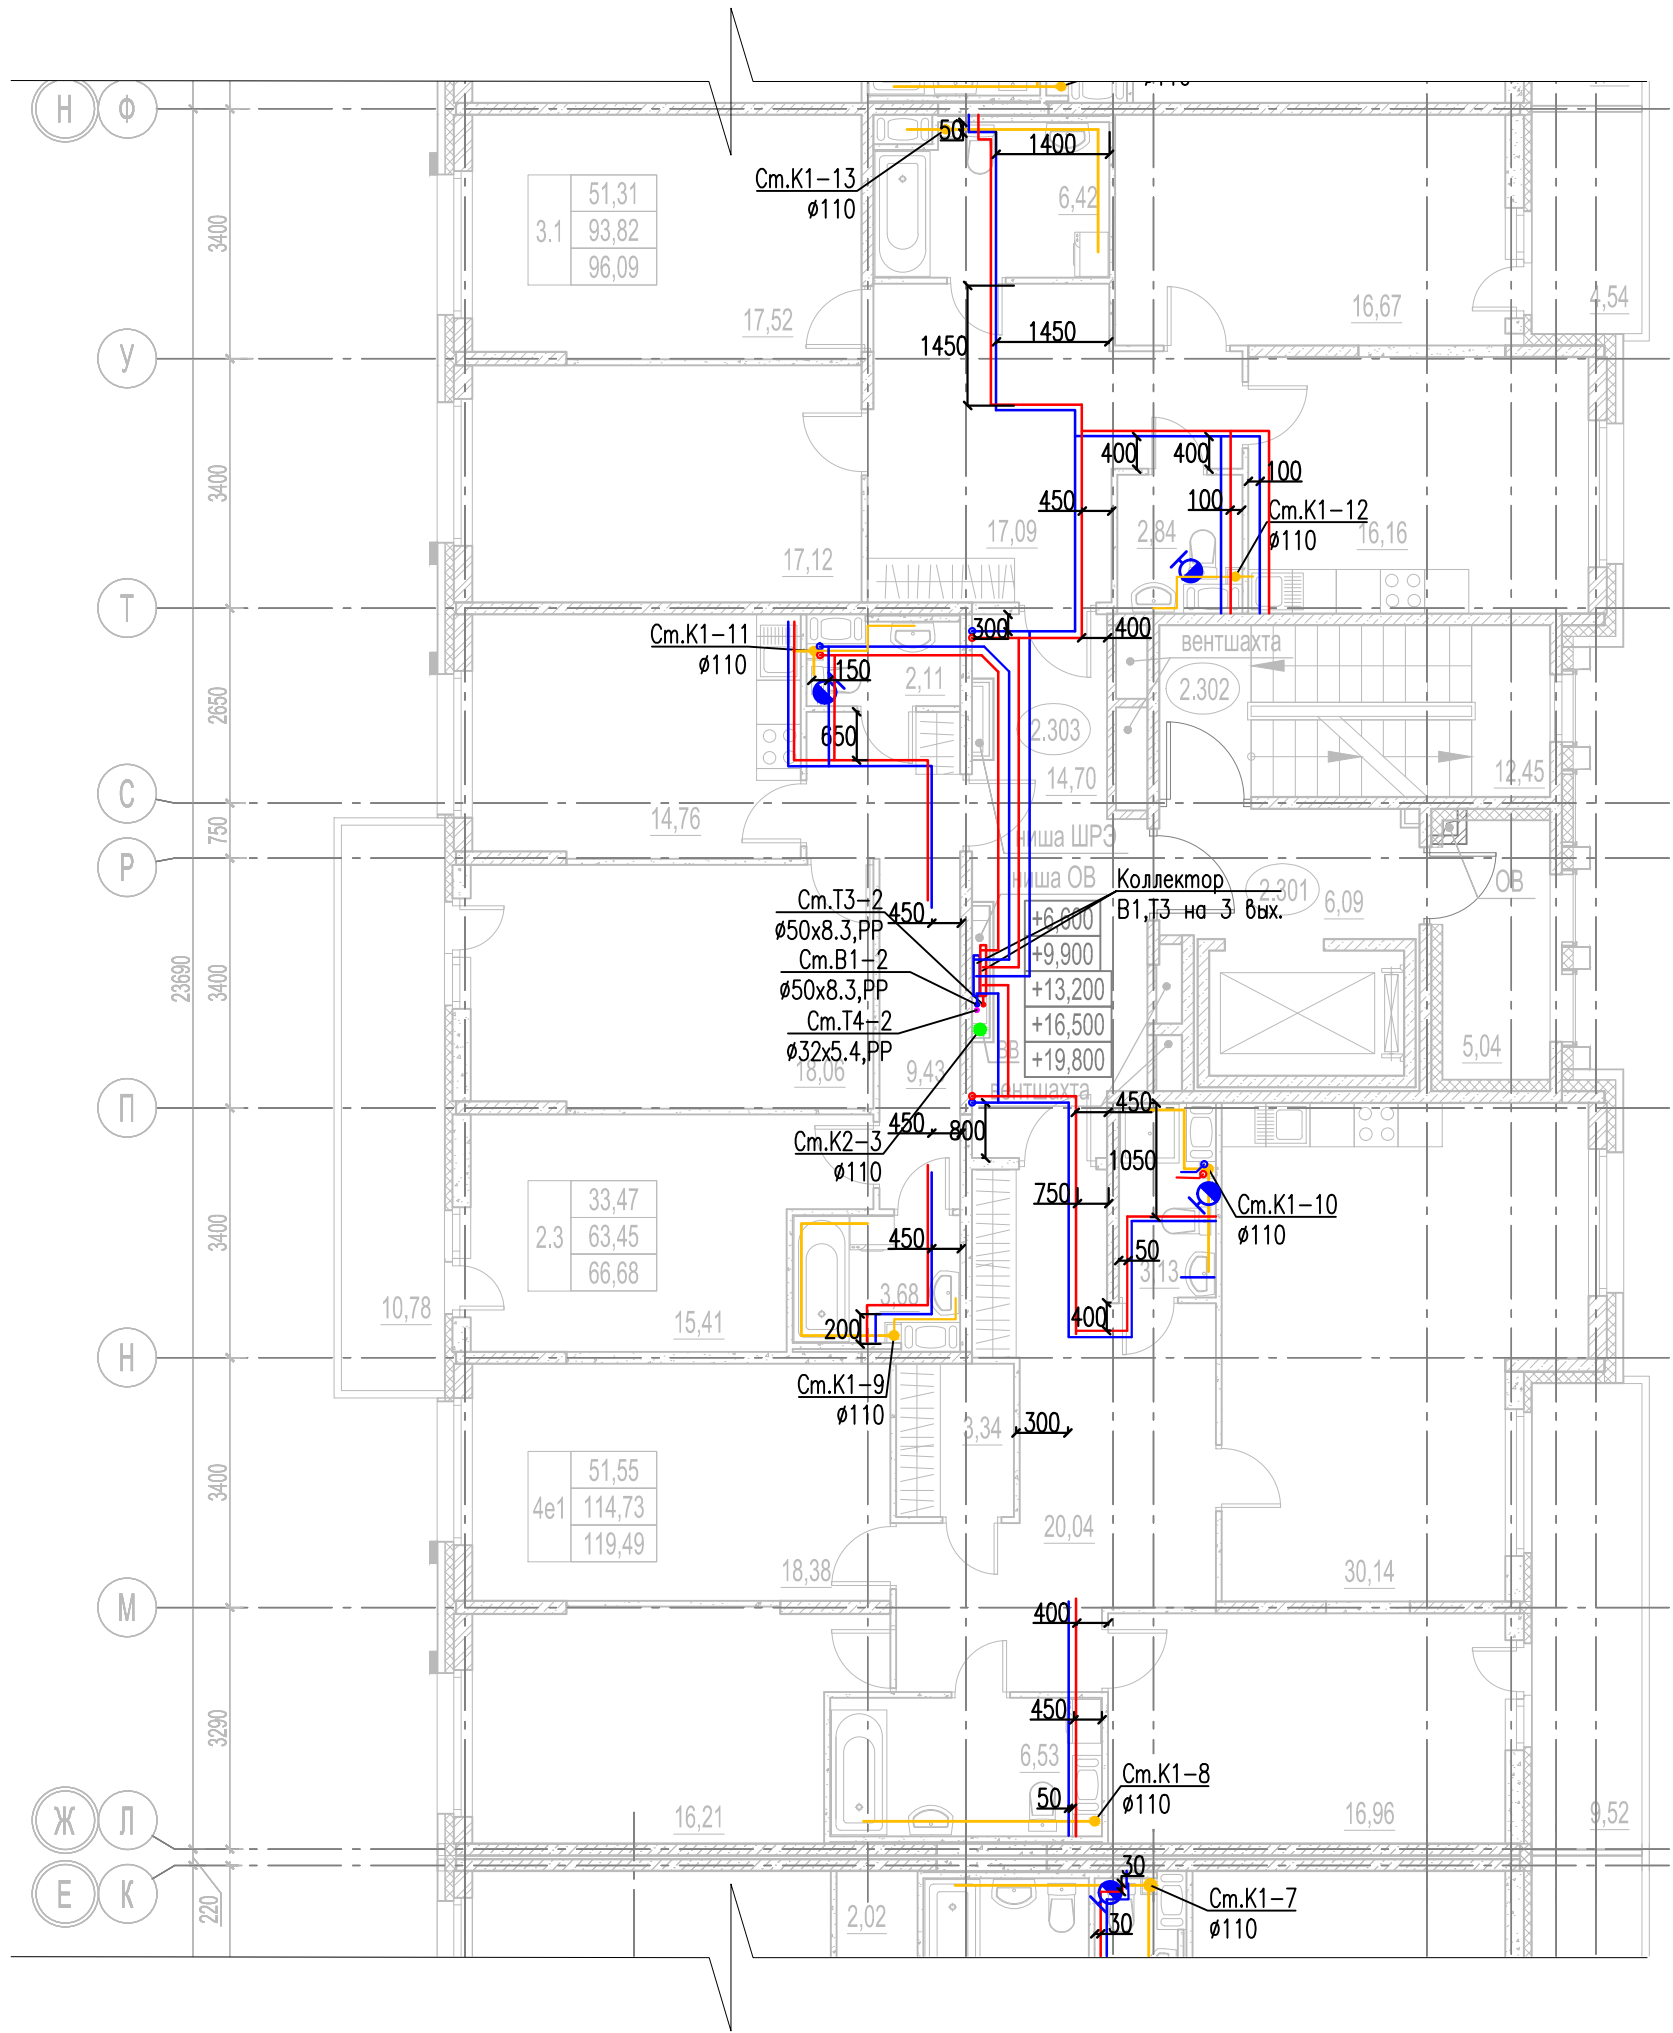 ø110
Н
Ф
50
1400
Ст.К1-13
ø110
51,31
3.1
93,82
96,09
6,42
3400
17,52
1450
1450
16,67
4,54
У
400
400
100
450
100
Ст.К1-12
ø110
3400
17,12
17,09
2,84
16,16
Т
300
400
Ст.К1-11
ø110
вентшахта
150
2,11
2.302
2650
650
2.303
14,70
12,45
С
14,76
750
ниша ШРЭ
Р
ниша ОВ
Коллектор
В1,Т3 на 3 вых.
2.301
6,09
ОВ
Ст.Т3-2
ø50х8.3,РР
450
+6,600
+9,900
+13,200
+16,500
+19,800
Ст.В1-2
ø50х8.3,РР
23690
3400
Ст.Т4-2
ø32х5.4,РР
ВВ
5,04
18,06
9,43
вентшахта
П
450
800
450
Ст.К2-3
ø110
1050
750
Ст.К1-10
ø110
33,47
2.3
63,45
66,68
3400
450
50
3,13
10,78
15,41
3,68
200
400
Н
Ст.К1-9
ø110
3,34
300
51,55
4е1
114,73
119,49
3400
20,04
18,38
30,14
М
400
450
3290
6,53
Ст.К1-8
ø110
50
16,21
16,96
9,52
Ж
Л
30
Е
К
220
2,02
Ст.К1-7
ø110
30